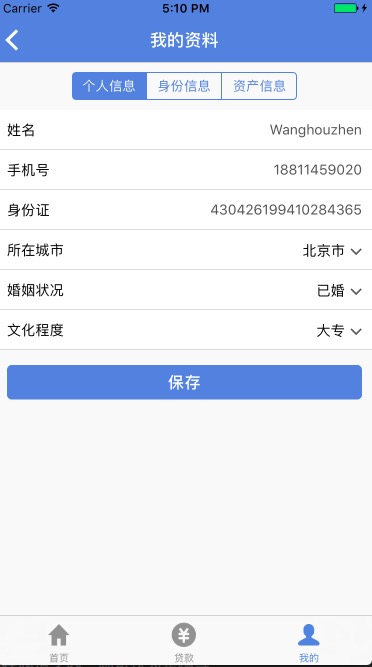 Carrier 5:10 PM
我的资料
个人信息 身份信息 资产信息
姓名 Wanghouzhen
手机号 18811459020
身份证 430426199410284365
所在城市 北京市
婚姻状况 已婚
文化程度 大专
保存
首页 贷款 我的